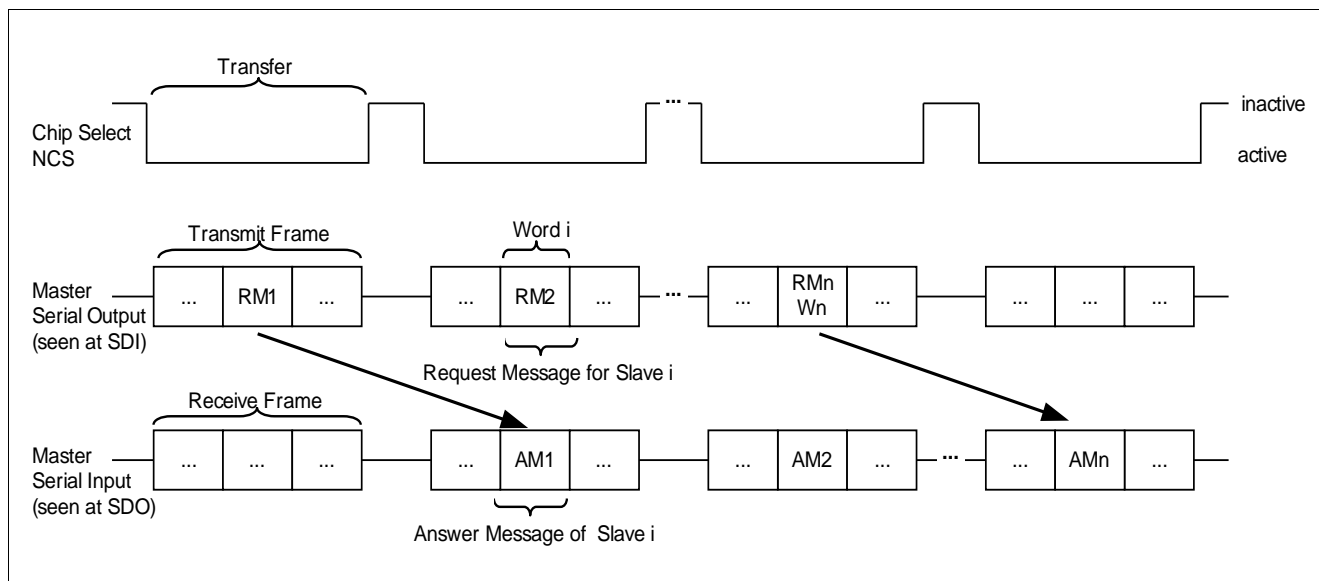 Transfer
...
inactive
Chip Select
NCS
active
Transmit Frame
Word i
Master
Serial Output
(seen at SDI)
... RM1 ...
... RM2 ...
...
... RMn
Wn ...
... ... ...
Request Message for Slave i
Receive Frame
Master
Serial Input
(seen at SDO)
... ... ...
... AM1 ...
... AM2 ...
...
... AMn ...
Answer Message of Slave i